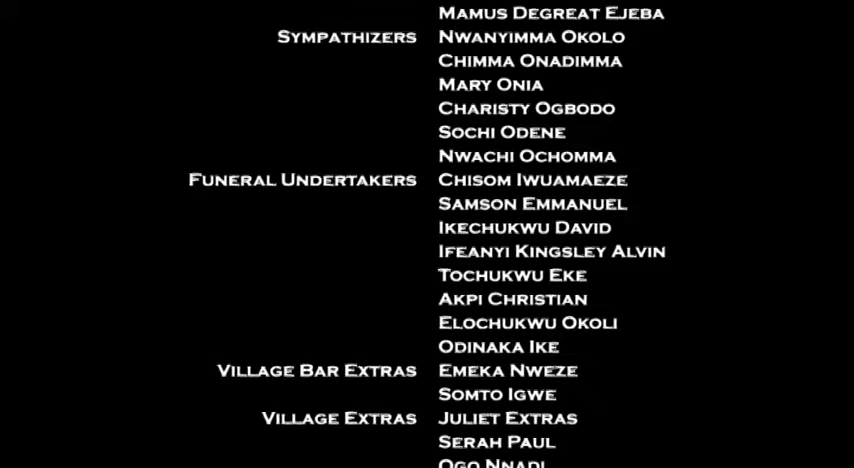 Mamus Degreat Ejeba
Sympathizers Nwanyimma Okolo
Chimma Onadimma
Mary Onia
Charisty Ogbodo
Sochi Odene
Nwachi Ochomma
Funeral Undertakers Chisom Iwuamaeze
Samson Emmanuel
Ikechukwu David
Ifeanyi Kingsley Alvin
Tochukwu Eke
Akpi Christian
Elochukwu Okoli
Odinaka Ike
Village Bar Extras Emeka Nweze
Somto Igwe
Village Extras Juliet Extras
Serah Paul
Ogo Nnadi